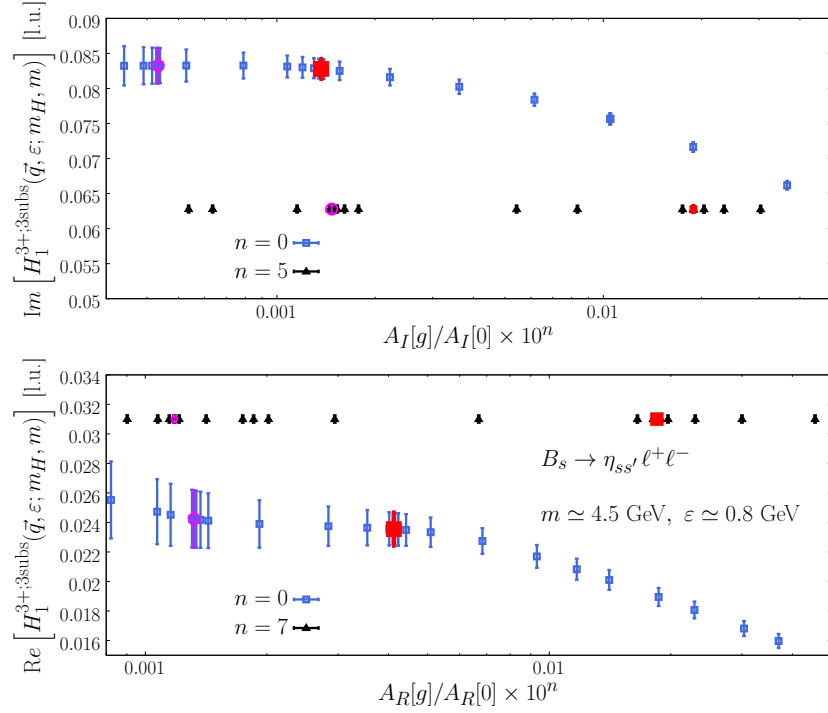 0.09
0.085
0.08
0.075
0.07
0.065
0.06
0.055
0.05
Im [H_1^{3+;3subs}(\vec{q}, ε; m_H, m)] [l.u.]
n = 0
n = 5
0.001
0.01
A_I[g]/A_I[0] × 10^n
0.034
0.032
0.03
0.028
0.026
0.024
0.022
0.02
0.018
0.016
Re [H_1^{3+;3subs}(\vec{q}, ε; m_H, m)] [l.u.]
B_s → η_{ss'} ℓ^+ ℓ^-
m ≃ 4.5 GeV, ε ≃ 0.8 GeV
n = 0
n = 7
0.001
0.01
A_R[g]/A_R[0] × 10^n